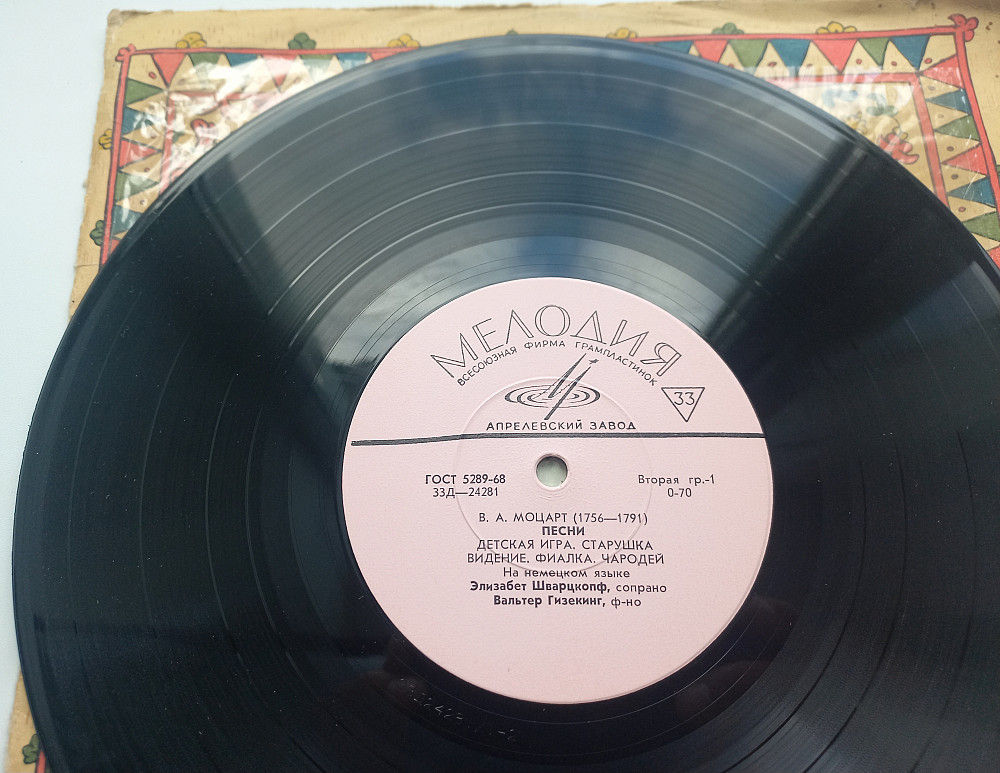 МЕЛОДИЯ
ВСЕСОЮЗНАЯ ФИРМА ГРАМПЛАСТИНОК
33
АПРЕЛЕВСКИЙ ЗАВОД
ГОСТ 5289-68
33Д—24281
Вторая гр.-1
0-70
В. А. МОЦАРТ (1756—1791)
ПЕСНИ
ДЕТСКАЯ ИГРА. СТАРУШКА
ВИДЕНИЕ. ФИАЛКА. ЧАРОДЕЙ
На немецком языке
Элизабет Шварцкопф, сопрано
Вальтер Гизекинг, ф-но